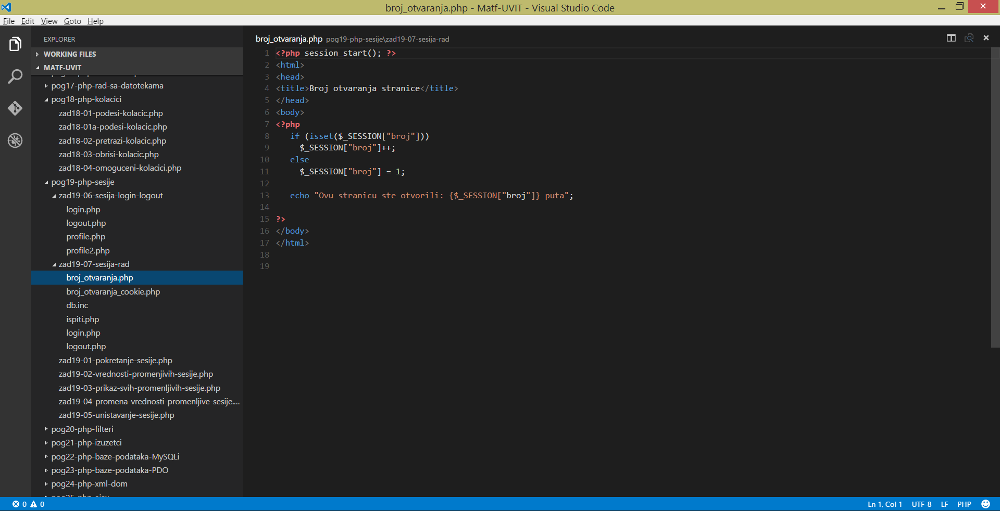 broj_otvaranja.php - Matf-UVIT - Visual Studio Code
File Edit View Goto Help
EXPLORER
WORKING FILES
MATF-UVIT
pog17-php-rad-sa-datotekama
pog18-php-kolacici
zad18-01-podesi-kolacic.php
zad18-01a-podesi-kolacic.php
zad18-02-pretrazi-kolacic.php
zad18-03-obrisi-kolacic.php
zad18-04-omoguceni-kolacici.php
pog19-php-sesije
zad19-06-sesija-login-logout
login.php
logout.php
profile.php
profile2.php
zad19-07-sesija-rad
broj_otvaranja.php
broj_otvaranja_cookie.php
db.inc
ispiti.php
login.php
logout.php
zad19-01-pokretanje-sesije.php
zad19-02-vrednosti-promenjivih-sesije.php
zad19-03-prikaz-svih-promenljivih-sesije.php
zad19-04-promena-vrednosti-promenljive-sesije....
zad19-05-unistavanje-sesije.php
pog20-php-filteri
pog21-php-izuzetci
pog22-php-baze-podataka-MySQLi
pog23-php-baze-podataka-PDO
pog24-php-xml-dom
broj_otvaranja.php pog19-php-sesije\zad19-07-sesija-rad
1 <?php session_start(); ?>
2 <html>
3 <head>
4 <title>Broj otvaranja stranice</title>
5 </head>
6 <body>
7 <?php
8 if (isset($_SESSION["broj"]))
9 $_SESSION["broj"]++;
10 else
11 $_SESSION["broj"] = 1;
12
13 echo "Ovu stranicu ste otvorili: {$_SESSION["broj"]} puta";
14
15 ?>
16 </body>
17 </html>
18
19
0 0 Ln 1, Col 1 UTF-8 LF PHP